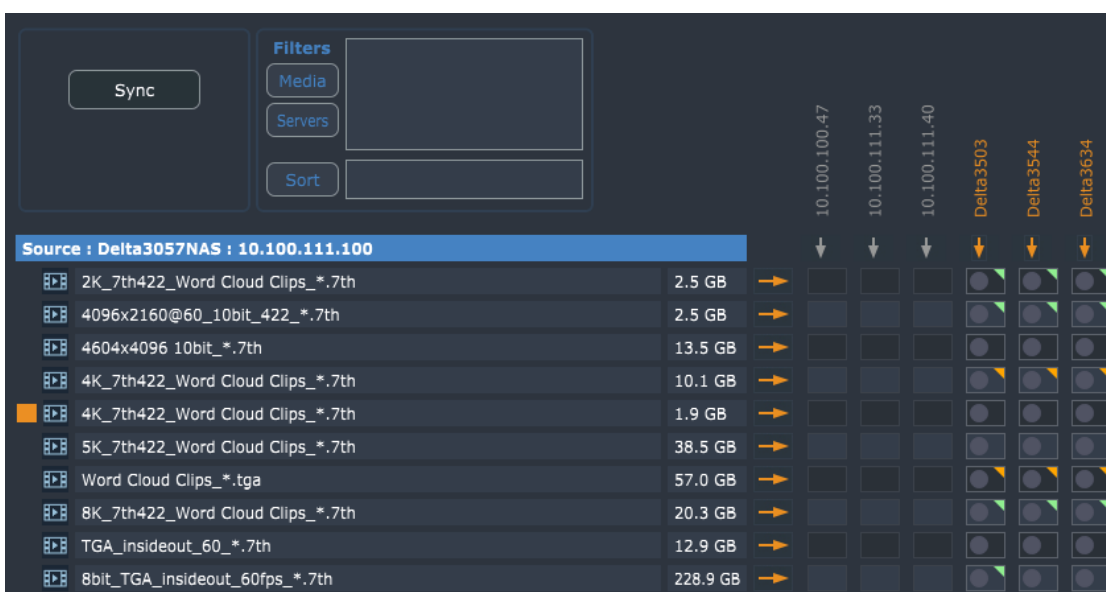 Sync
Filters
Media
Servers
Sort
10.100.100.47
10.100.111.33
10.100.111.40
Delta3503
Delta3544
Delta3634
Source : Delta3057NAS : 10.100.111.100
2K_7th422_Word Cloud Clips_*.7th 2.5 GB
4096x2160@60_10bit_422_*.7th 2.5 GB
4604x4096 10bit_*.7th 13.5 GB
4K_7th422_Word Cloud Clips_*.7th 10.1 GB
4K_7th422_Word Cloud Clips_*.7th 1.9 GB
5K_7th422_Word Cloud Clips_*.7th 38.5 GB
Word Cloud Clips_*.tga 57.0 GB
8K_7th422_Word Cloud Clips_*.7th 20.3 GB
TGA_insideout_60_*.7th 12.9 GB
8bit_TGA_insideout_60fps_*.7th 228.9 GB